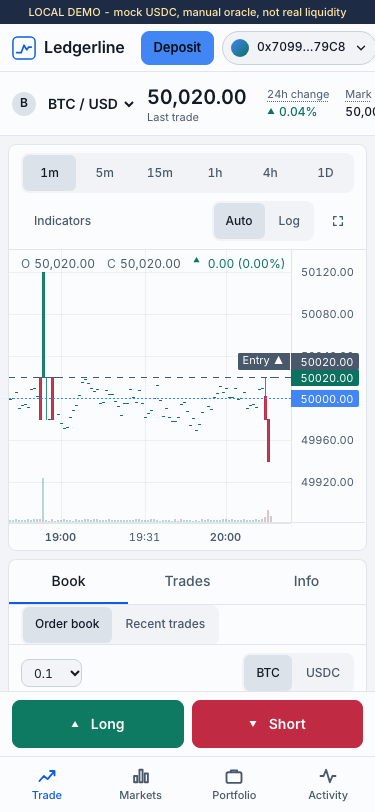 LOCAL DEMO - mock USDC, manual oracle, not real liquidity
Ledgerline
Deposit
0x7099...79C8
B
BTC / USD
50,020.00
Last trade
24h change
0.04%
Mark
1m 5m 15m 1h 4h 1D
Indicators
Auto Log
O 50,020.00 C 50,020.00 ▲ 0.00 (0.00%)
50120.00
50080.00
Entry ▲ 50020.00
50020.00
50000.00
49960.00
49920.00
19:00 19:31 20:00
Book Trades Info
Order book Recent trades
0.1
BTC USDC
▲ Long
▼ Short
Trade Markets Portfolio Activity